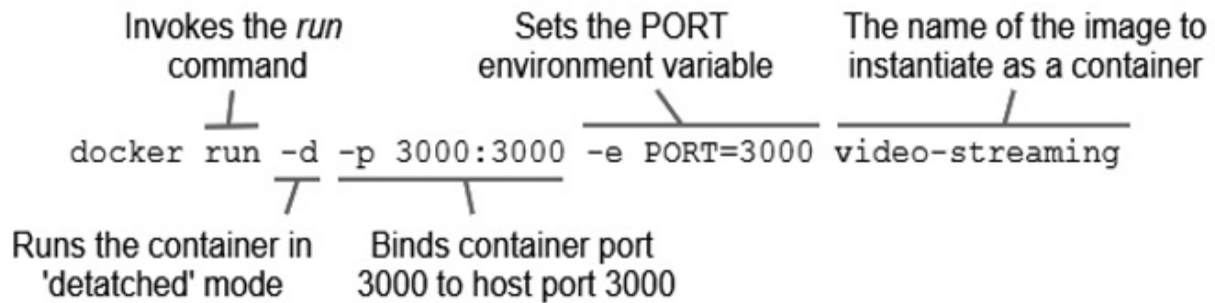 Invokes the run
command
Sets the PORT
environment variable
The name of the image to
instantiate as a container
docker run -d -p 3000:3000 -e PORT=3000 video-streaming
Runs the container in
'detatched' mode
Binds container port
3000 to host port 3000